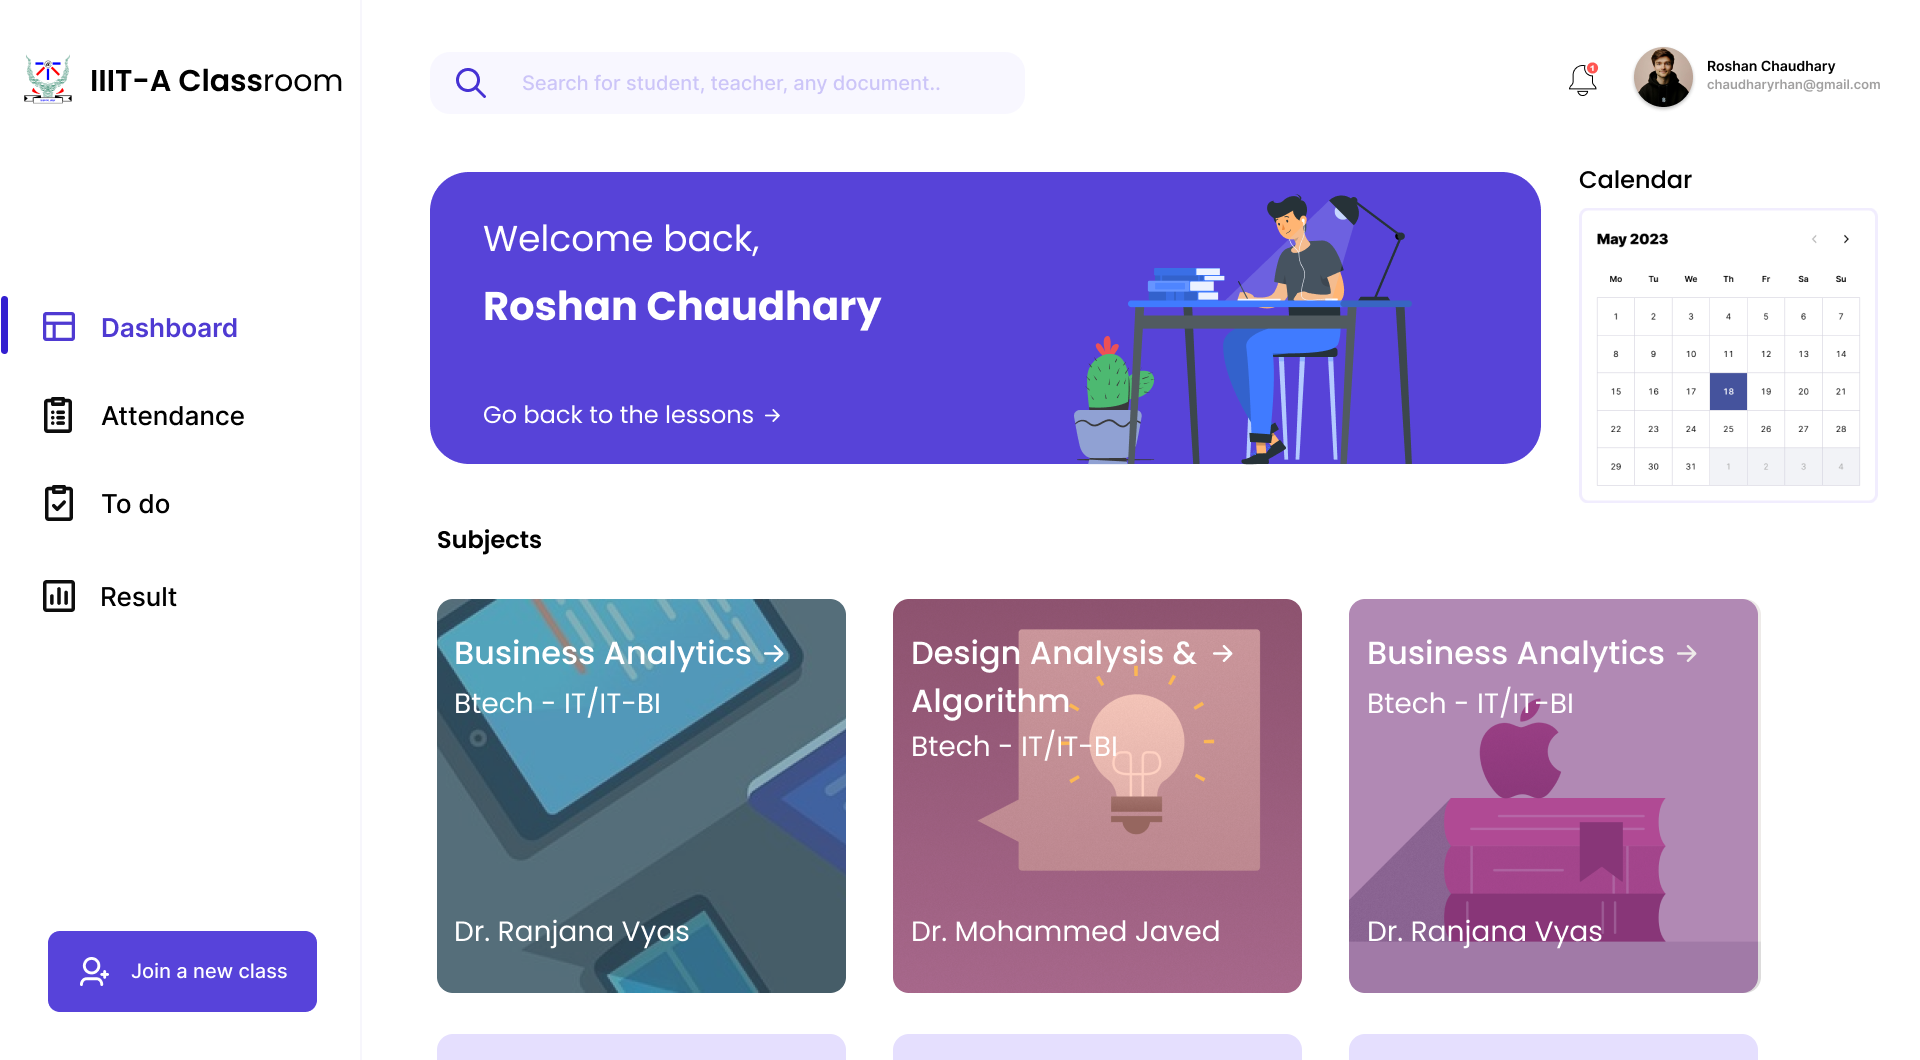 IIIT-A Classroom
Search for student, teacher, any document..
1
Roshan Chaudhary
chaudharyrhan@gmail.com
Dashboard
Attendance
To do
Result
Join a new class
Welcome back,
Roshan Chaudhary
Go back to the lessons →
Calendar
May 2023
Mo Tu We Th Fr Sa Su
1 2 3 4 5 6 7
8 9 10 11 12 13 14
15 16 17 18 19 20 21
22 23 24 25 26 27 28
29 30 31 1 2 3 4
Subjects
Business Analytics →
Btech - IT/IT-BI
Dr. Ranjana Vyas
Design Analysis & →
Algorithm
Btech - IT/IT-BI
Dr. Mohammed Javed
Business Analytics →
Btech - IT/IT-BI
Dr. Ranjana Vyas